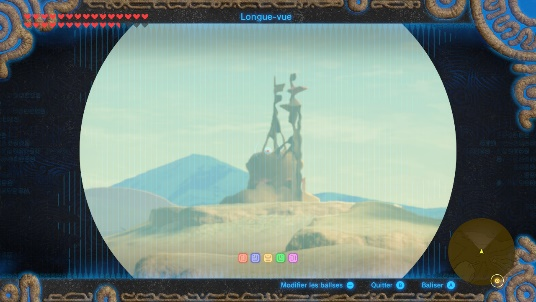 Longue-vue
Modifier les balises
Quitter B
Baliser A